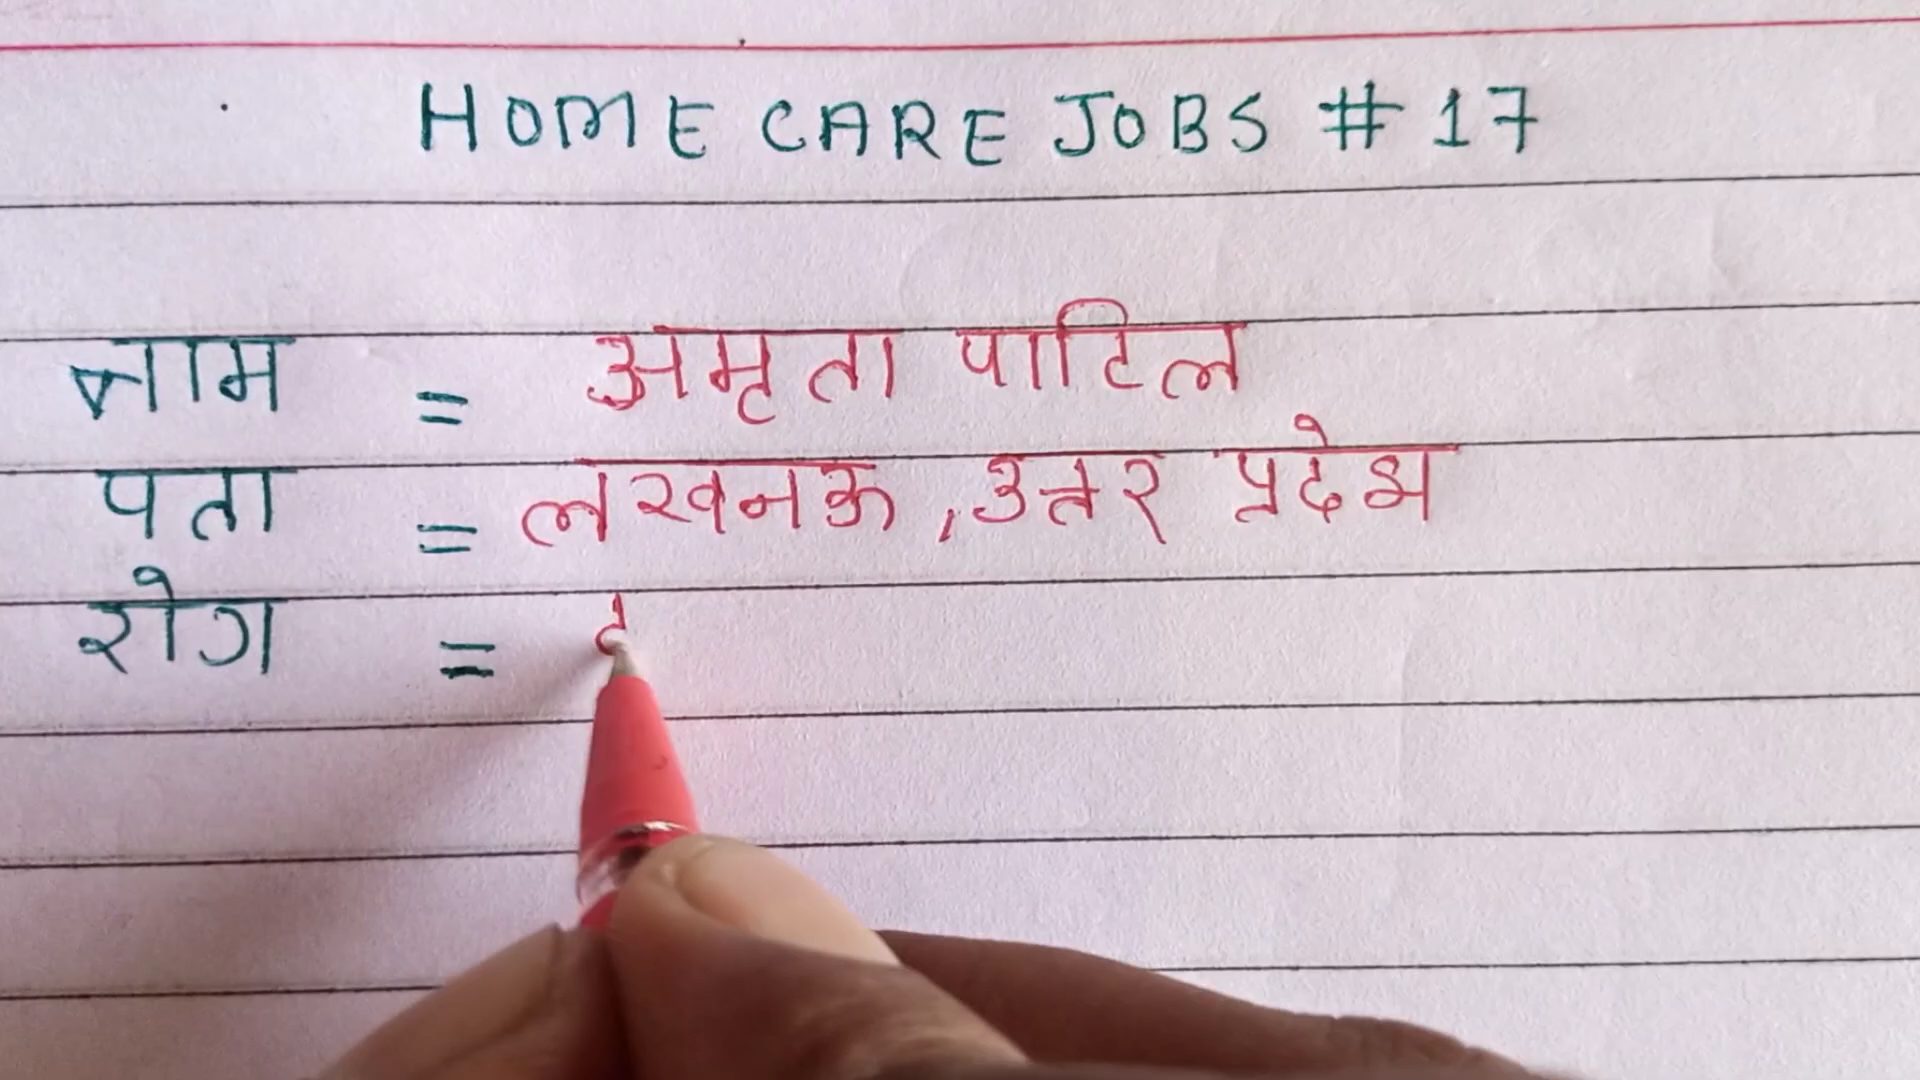 HOME CARE JOBS # 17
नाम = अमृता पाटिल
पता = लखनऊ, उत्तर प्रदेश
रोग =